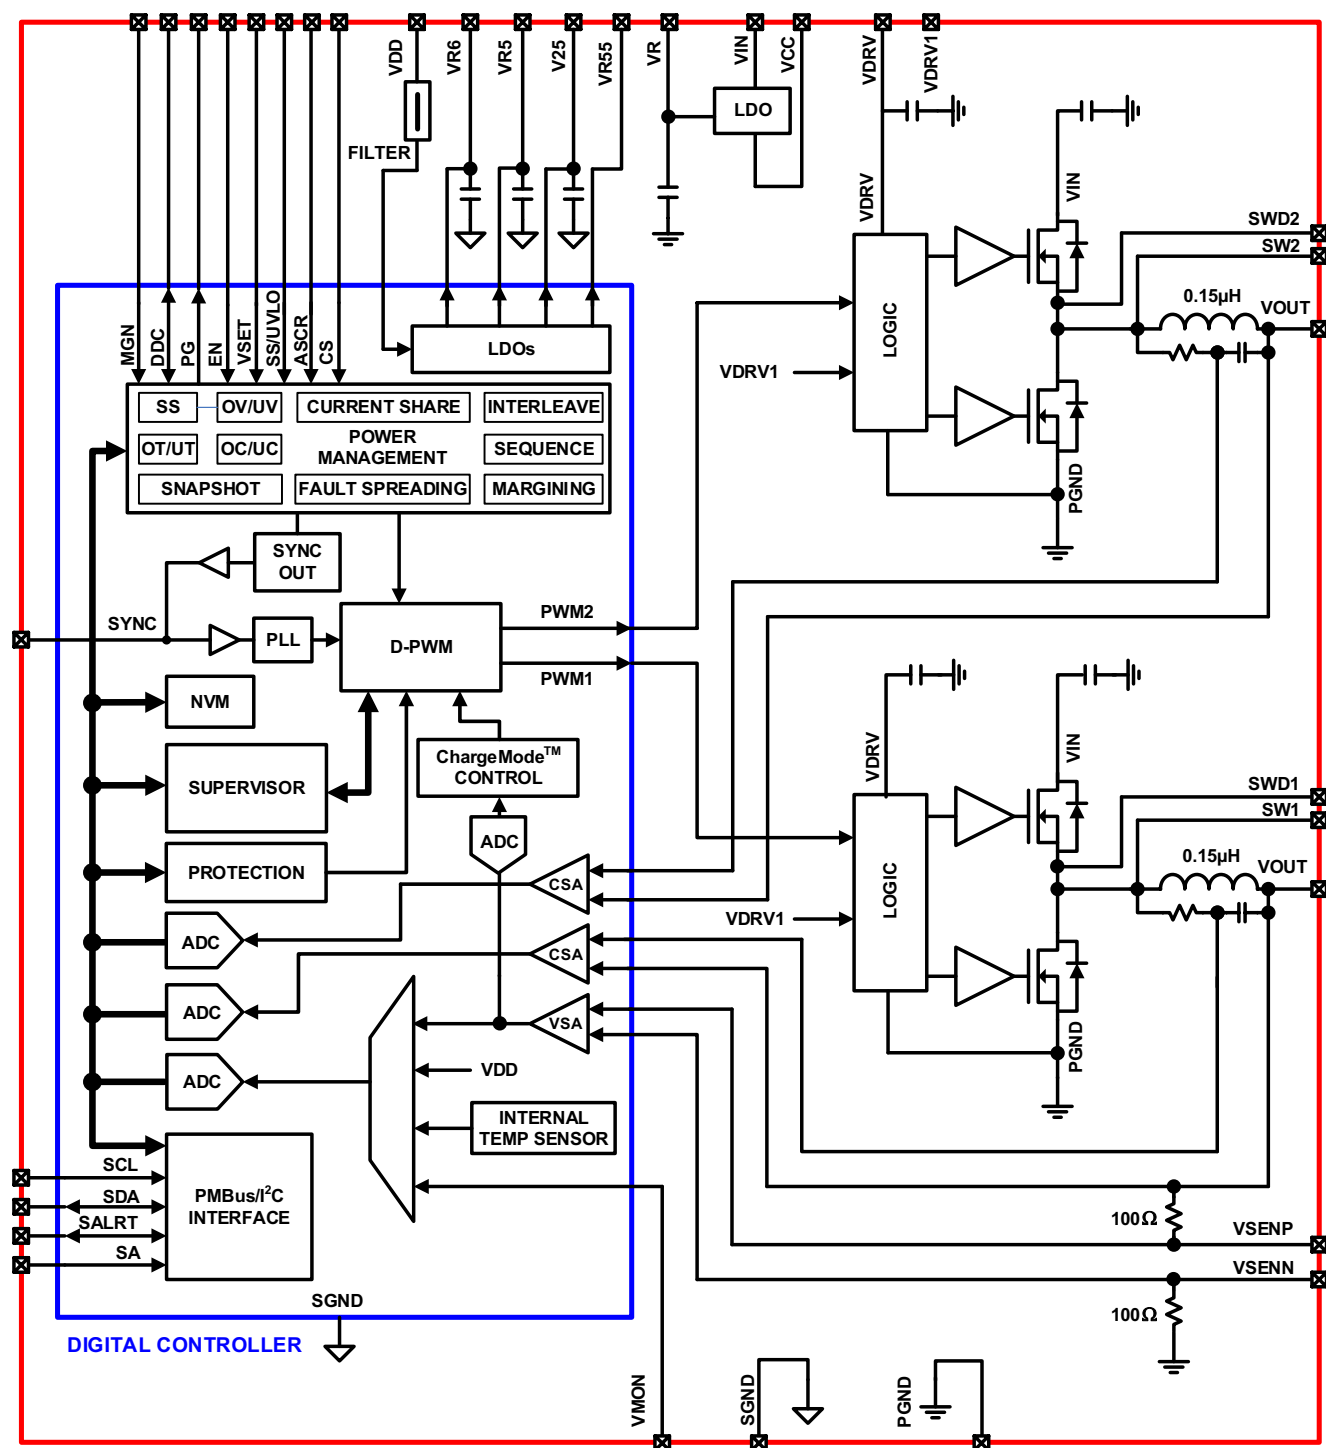 VDD
VR6
VR5
V25
VR55
VR
VIN
VCC
VDRV
VDRV1
LDO
FILTER
VDRV
VIN
SWD2
SW2
MGN
DDC
PG
EN
VSET
SS/UVLO
ASCR
CS
LDOs
LOGIC
0.15µH
VOUT
VDRV1
SS
OV/UV
CURRENT SHARE
INTERLEAVE
OT/UT
OC/UC
POWER
MANAGEMENT
SEQUENCE
SNAPSHOT
FAULT SPREADING
MARGINING
PGND
SYNC
OUT
SYNC
PLL
D-PWM
PWM2
PWM1
NVM
SUPERVISOR
ChargeMode™
CONTROL
VDRV
VIN
SWD1
SW1
ADC
LOGIC
0.15µH
VOUT
PROTECTION
CSA
VDRV1
ADC
CSA
ADC
VSA
PGND
VDD
ADC
INTERNAL
TEMP SENSOR
SCL
SDA
SALRT
SA
PMBus/I²C
INTERFACE
100Ω
VSENP
VSENN
SGND
100Ω
DIGITAL CONTROLLER
VMON
SGND
PGND